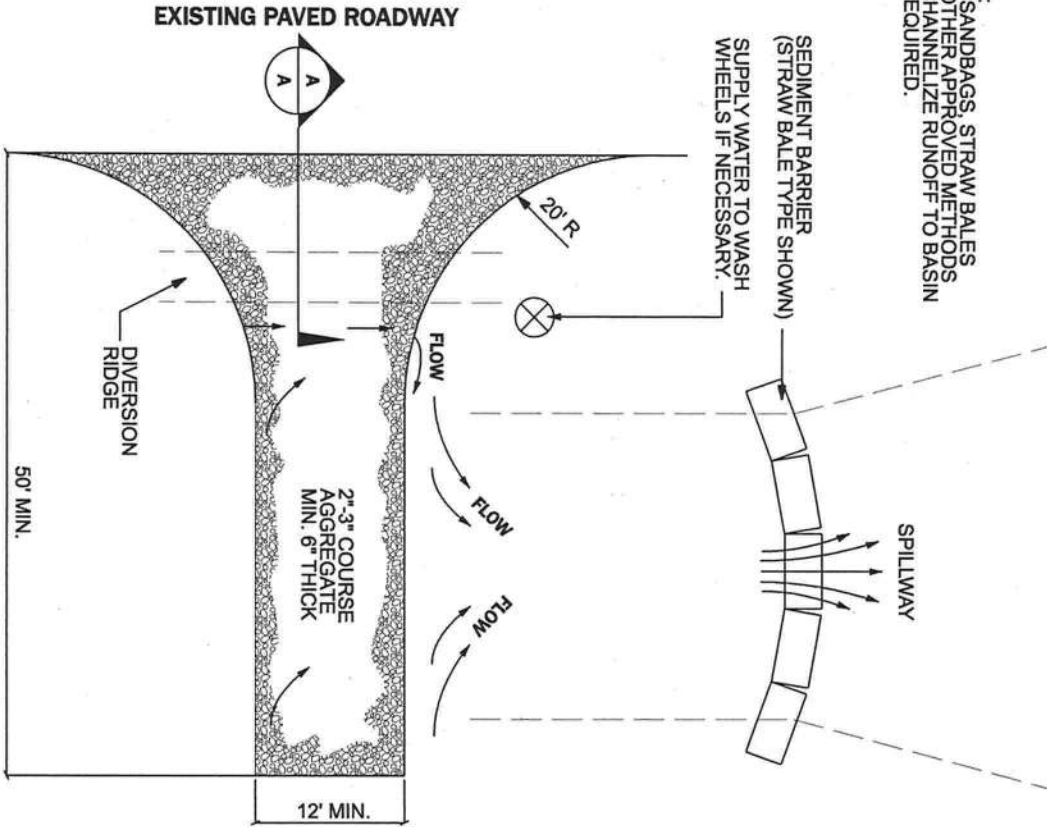 EXISTING PAVED ROADWAY
SANDBAGS, STRAW BALES
OTHER APPROVED METHODS
HANNELIZE RUNOFF TO BASIN
EQUIRED.
SEDIMENT BARRIER
(STRAW BALE TYPE SHOWN)
SUPPLY WATER TO WASH
WHEELS IF NECESSARY.
A
A
20' R
DIVERSION
RIDGE
FLOW
FLOW
FLOW
SPILLWAY
2"-3" COURSE
AGGREGATE
MIN. 6" THICK
50' MIN.
12' MIN.